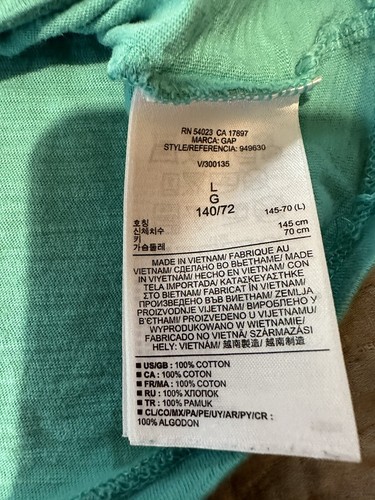 RN 54023 CA 17897
MARCA: GAP
STYLE/REFERENCIA: 949630
V/300135
L
G
140/72
145-70 (L)
호칭
신체치수
키 145 cm
가슴둘레 70 cm
MADE IN VIETNAM/ FABRIQUE AU
VIETNAM/ СДЕЛАНО ВО ВЬЕТНАМЕ/ MADE
IN VIYETNAM/ HECHO EN VIETNAM/ CON
TELA IMPORTADA/ ΚΑΤΑΣΚΕΥΑΣΤΗΚΕ
ΣΤΟ ΒΙΕΤΝΑΜ/ FABRICAT ÎN VIETNAM/
ПРОИЗВЕДЕНО ВЪВ ВИЕТНАМ/ ZEMLJA
PROIZVODNJE VIJETNAM/ ВИРОБЛЕНО У
В'ЄТНАМІ/ PROIZVEDENO U VIJETNAMU/
WYPRODUKOWANO W WIETNAMIE/
FABRICADO NO VIETNÃ/ SZÁRMAZÁSI
HELY: VIETNÁM/ 越南製造/ 越南制造
■ US/GB : 100% COTTON
■ CA : 100% COTON
■ FR/MA : 100% COTON
■ RU : 100% ХЛОПОК
■ TR : 100% PAMUK
■ CL/CO/MX/PA/PE/UY/AR/PY/CR :
100% ALGODON